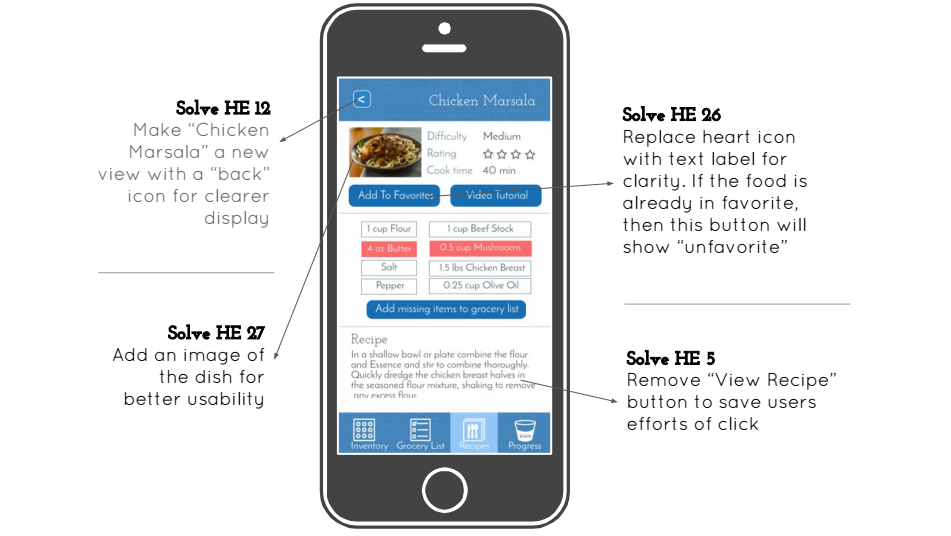 Solve HE 12
Make “Chicken
Marsala” a new
view with a “back”
icon for clearer
display
Solve HE 27
Add an image of
the dish for
better usability
<
Chicken Marsala
Difficulty Medium
Rating
Cook time 40 min
Add To Favorites Video Tutorial
1 cup Flour 1 cup Beef Stock
4 oz Butter 0.5 cup Mushrooms
Salt 1.5 lbs Chicken Breast
Pepper 0.25 cup Olive Oil
Add missing items to grocery list
Recipe
In a shallow bowl or plate combine the flour
and Essence and stir to combine thoroughly.
Quickly dredge the chicken breast halves in
the seasoned flour mixture, shaking to remove
any excess flour.
Inventory Grocery List Recipes Progress
Solve HE 26
Replace heart icon
with text label for
clarity. If the food is
already in favorite,
then this button will
show “unfavorite”
Solve HE 5
Remove “View Recipe”
button to save users
efforts of click